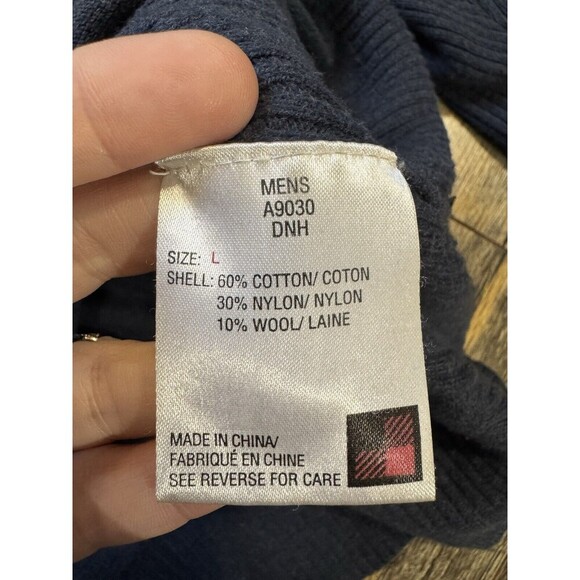 MENS
A9030
DNH
SIZE: L
SHELL: 60% COTTON/ COTON
30% NYLON/ NYLON
10% WOOL/ LAINE
MADE IN CHINA/
FABRIQUÉ EN CHINE
SEE REVERSE FOR CARE